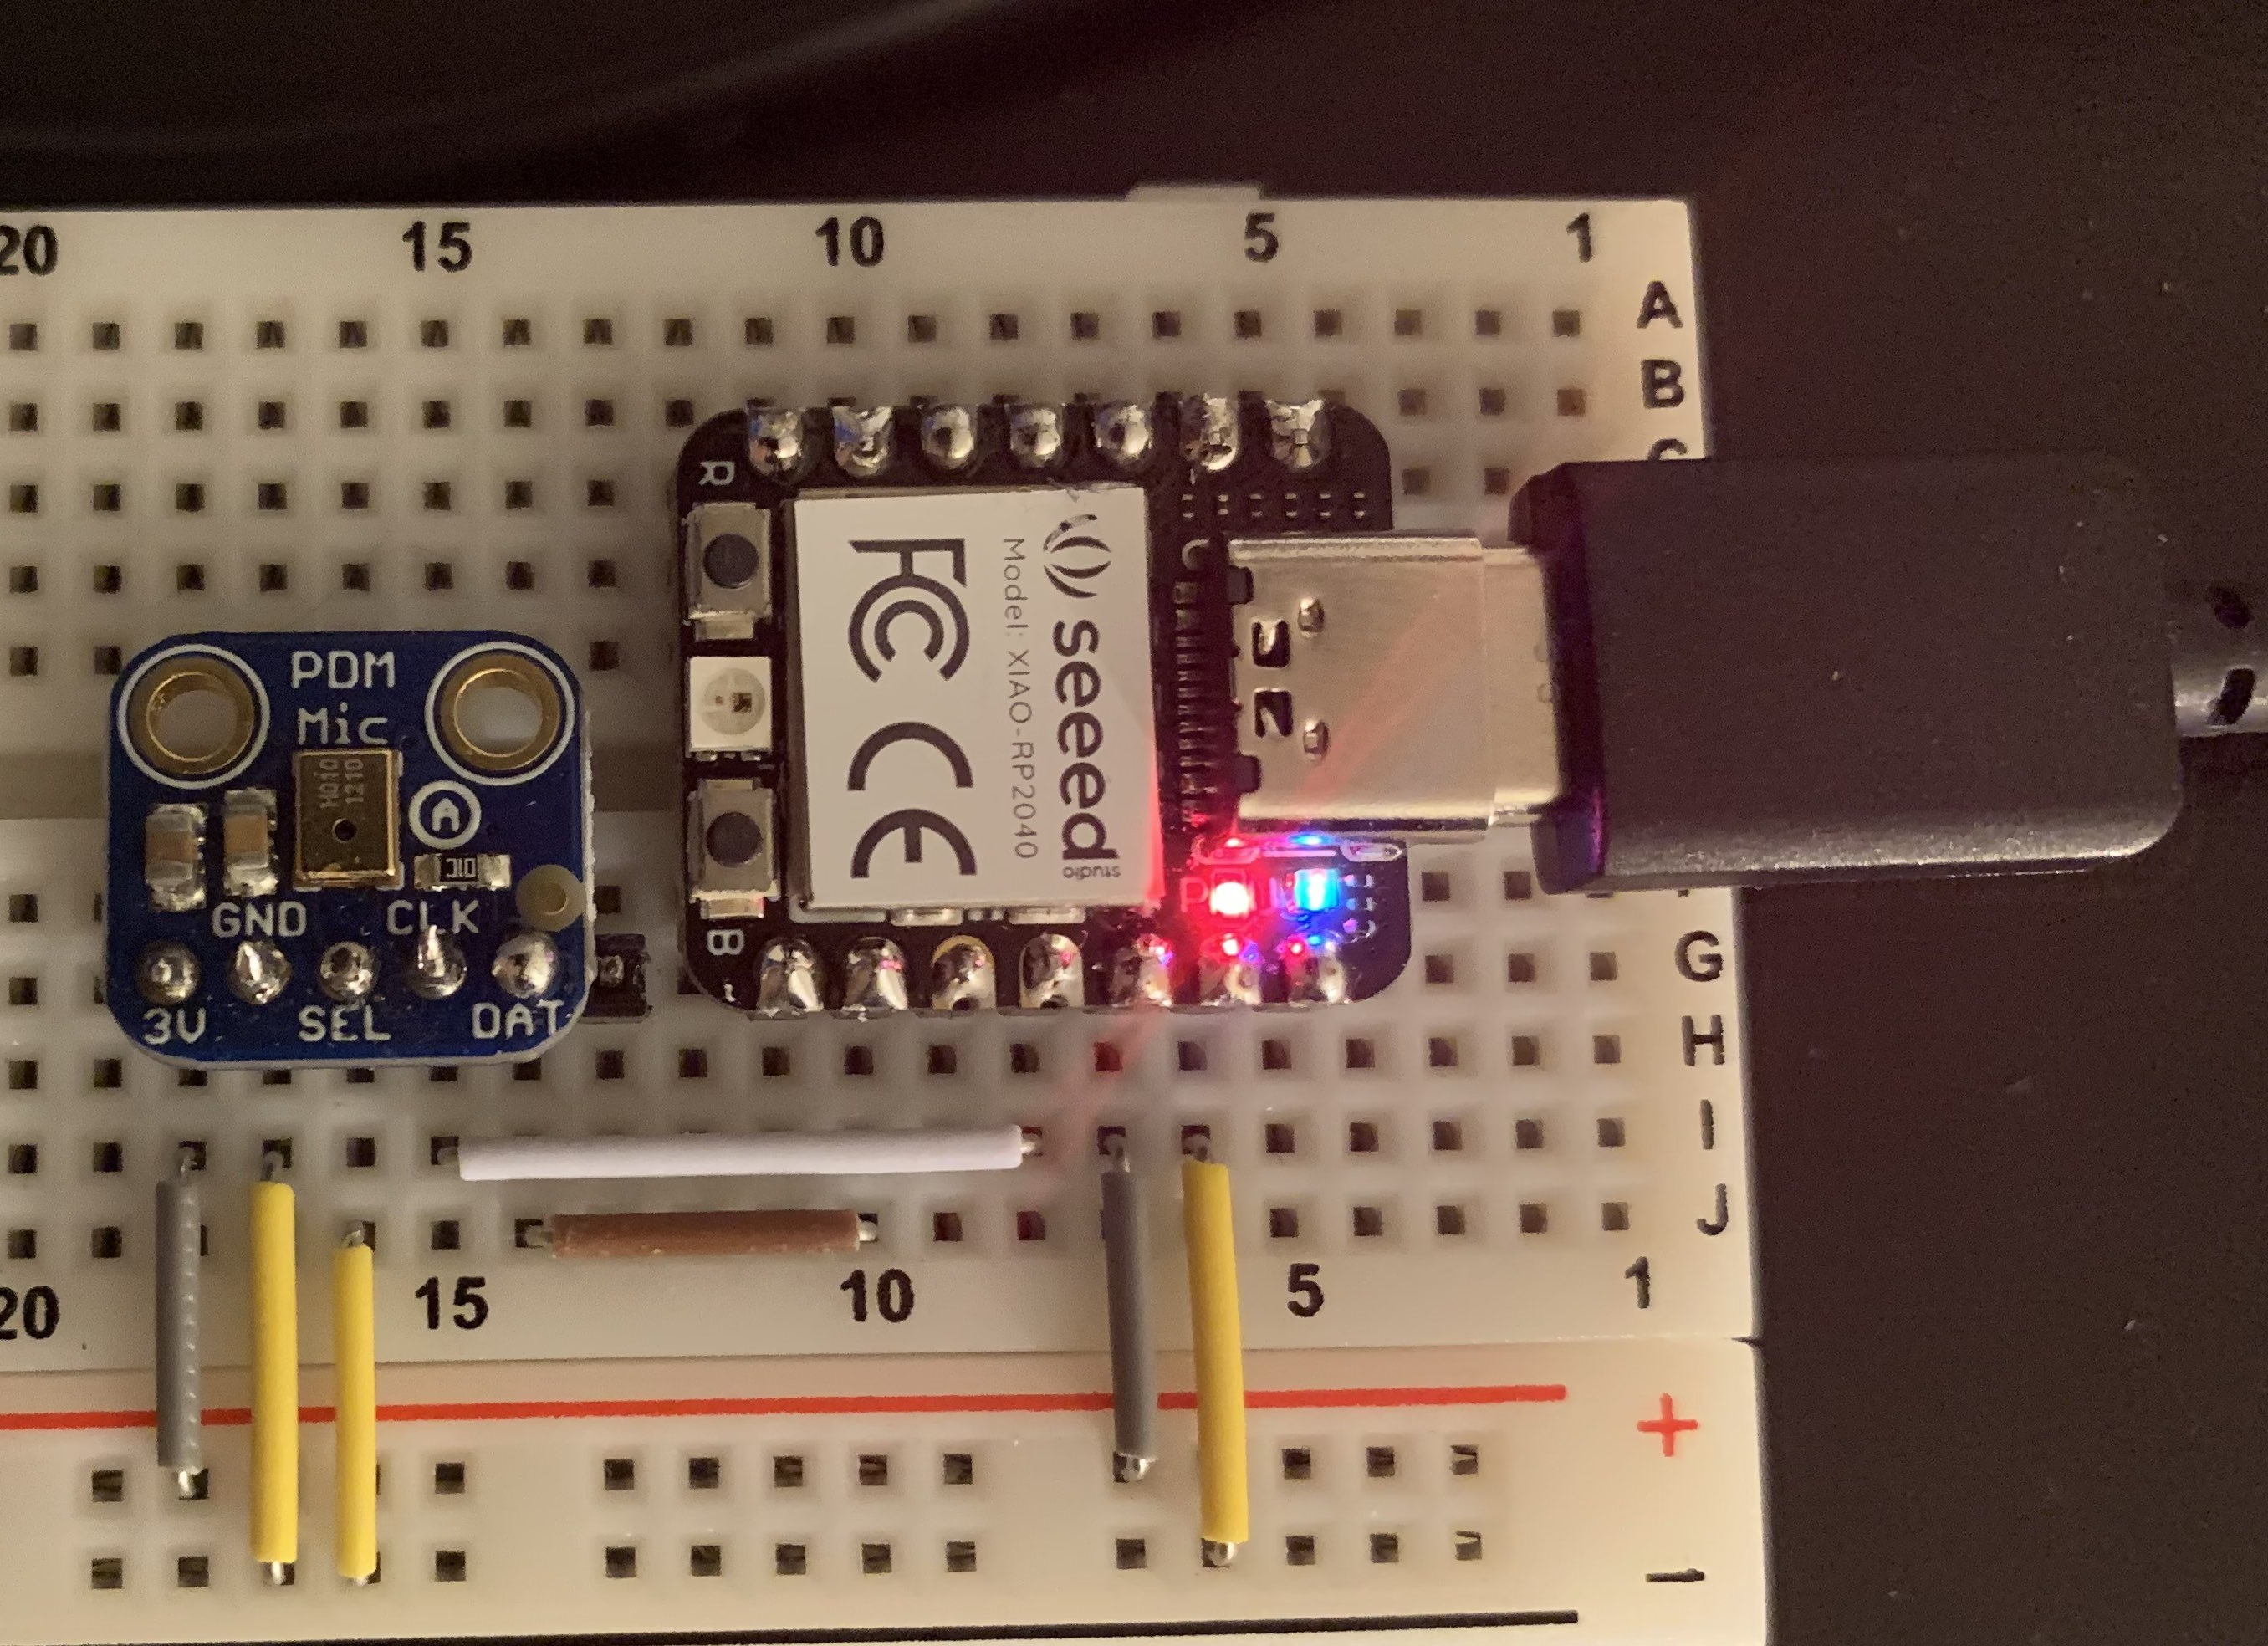 20 15 10 5 1
A
B
C
R
seeed
studio
Model: XIAO-RP2040
FC CE
B
PDM
Mic
A
01C
GND CLK
3V SEL DAT
G
H
I
J
20 15 10 5 1
+
−